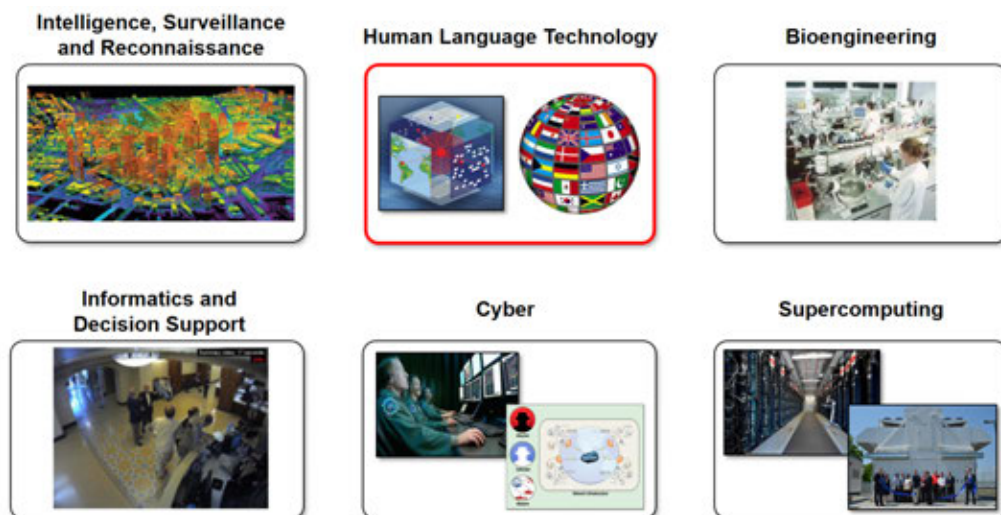 Intelligence, Surveillance
and Reconnaissance
Human Language Technology
Bioengineering
Informatics and
Decision Support
Cyber
Supercomputing